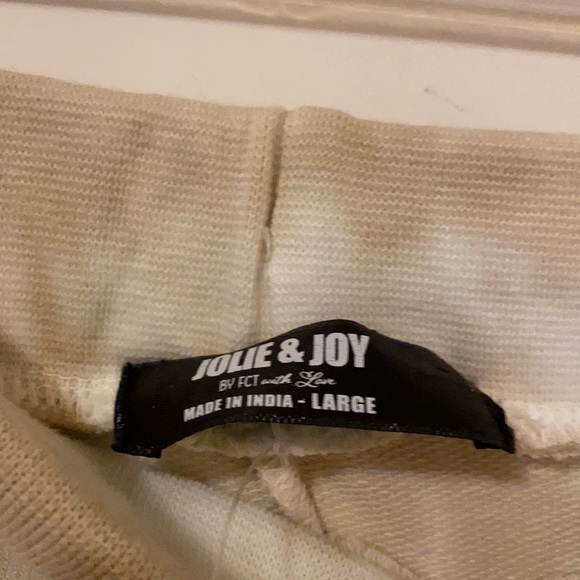 JOLIE & JOY
BY FCT with Love
MADE IN INDIA - LARGE